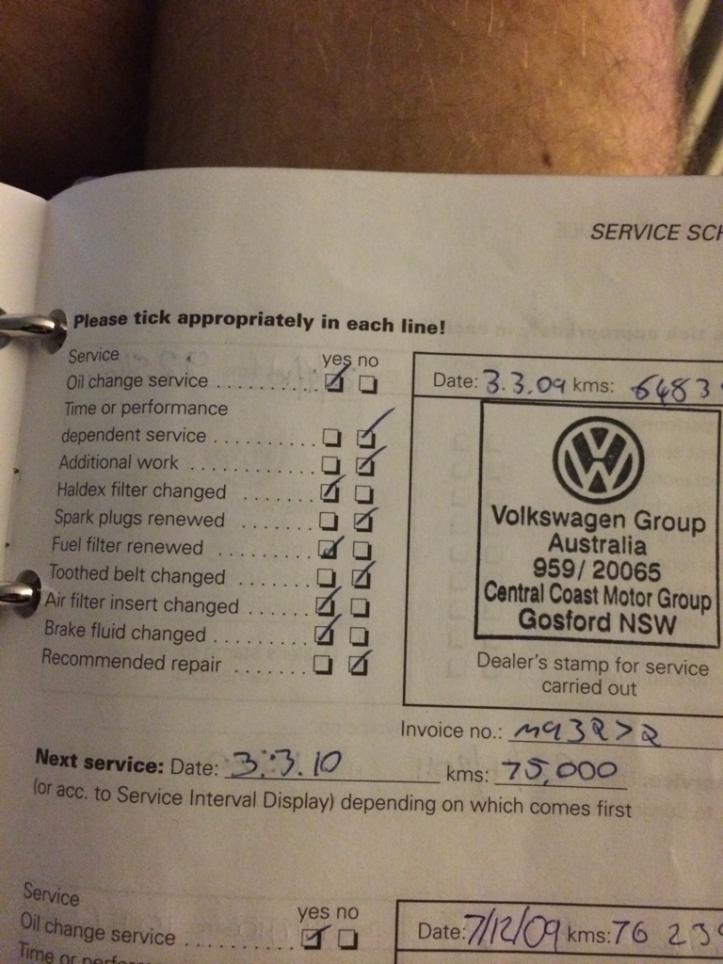 SERVICE SCH
Please tick appropriately in each line!
Service yes no
Oil change service ..........
Time or performance
dependent service ..........
Additional work ............
Haldex filter changed .......
Spark plugs renewed ........
Fuel filter renewed ..........
Toothed belt changed .......
Air filter insert changed ......
Brake fluid changed .........
Recommended repair .......
Date: 3.3.09 kms: 6483
Volkswagen Group
Australia
959/ 20065
Central Coast Motor Group
Gosford NSW
Dealer's stamp for service
carried out
Invoice no.:
Next service: Date: 3.3.10 kms: 75,000
(or acc. to Service Interval Display) depending on which comes first
Service yes no
Oil change service ..........
Time or
Date: 7/12/09 kms: 76 239